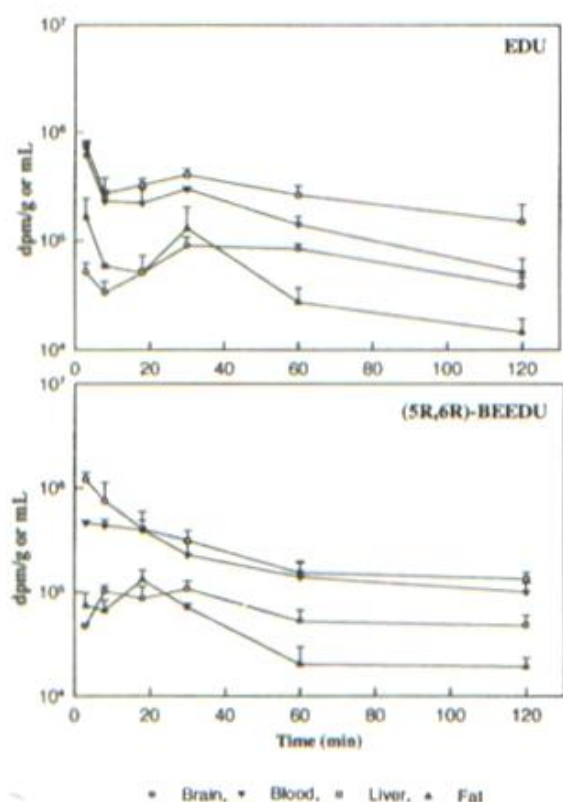 10⁷
EDU
10⁶
dpm/g or mL
10⁵
10⁴
0 20 40 60 80 100 120
10⁷
(5R,6R)-BEEDU
10⁶
dpm/g or mL
10⁵
10⁴
0 20 40 60 80 100 120
Time (min)
Brain, Blood, Liver, Fat